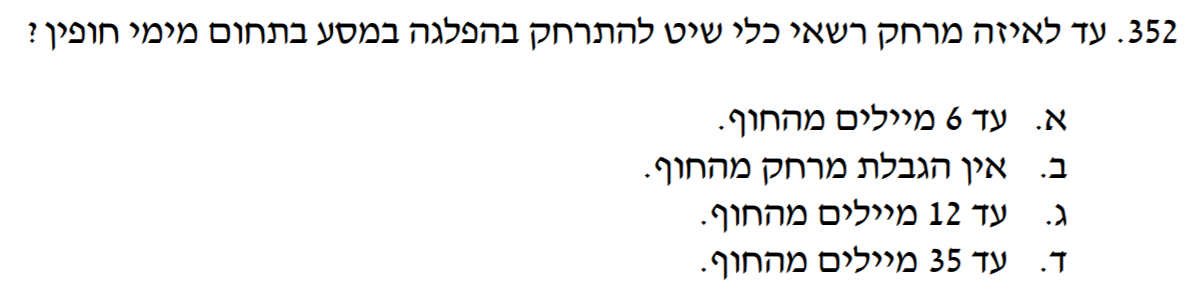 352. עד לאיזה מרחק רשאי כלי שיט להתרחק בהפלגה במסע בתחום מימי חופין ?
א. עד 6 מיילים מהחוף.
ב. אין הגבלת מרחק מהחוף.
ג. עד 12 מיילים מהחוף.
ד. עד 35 מיילים מהחוף.